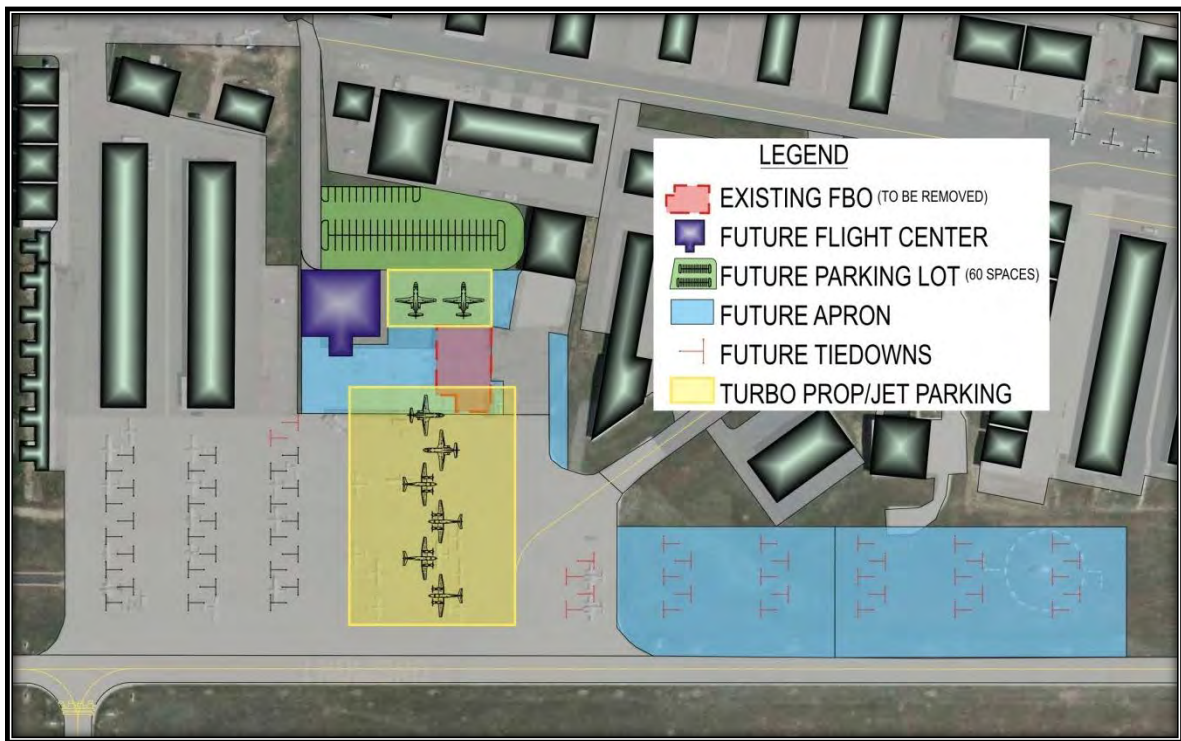 LEGEND
EXISTING FBO (TO BE REMOVED)
FUTURE FLIGHT CENTER
FUTURE PARKING LOT (60 SPACES)
FUTURE APRON
FUTURE TIEDOWNS
TURBO PROP/JET PARKING